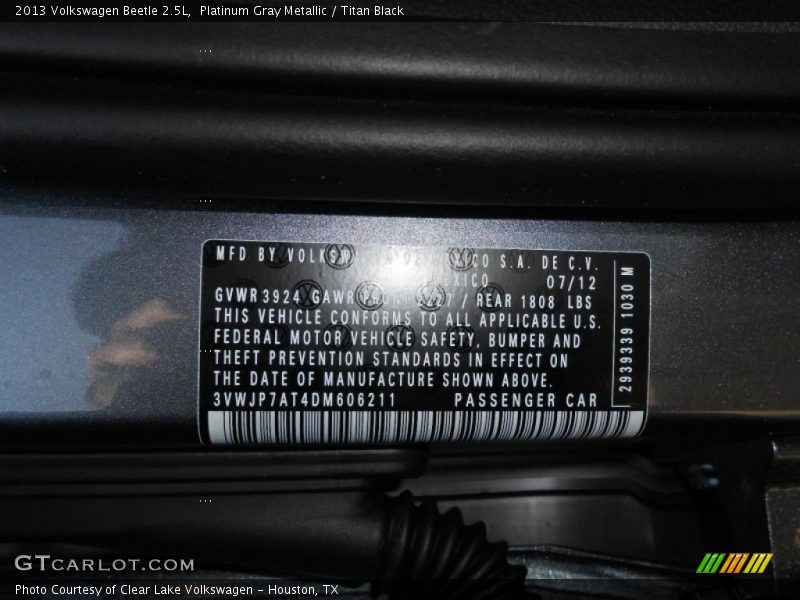 2013 Volkswagen Beetle 2.5L, Platinum Gray Metallic / Titan Black
MFD BY VOLKSW CO S.A. DE C.V.
XICO 07/12
GVWR 3924 GAWR FRONT 7 / REAR 1808 LBS
THIS VEHICLE CONFORMS TO ALL APPLICABLE U.S.
FEDERAL MOTOR VEHICLE SAFETY, BUMPER AND
THEFT PREVENTION STANDARDS IN EFFECT ON
THE DATE OF MANUFACTURE SHOWN ABOVE.
3VWJP7AT4DM606211 PASSENGER CAR
2939339 1030 M
GTCARLOT.COM
Photo Courtesy of Clear Lake Volkswagen - Houston, TX